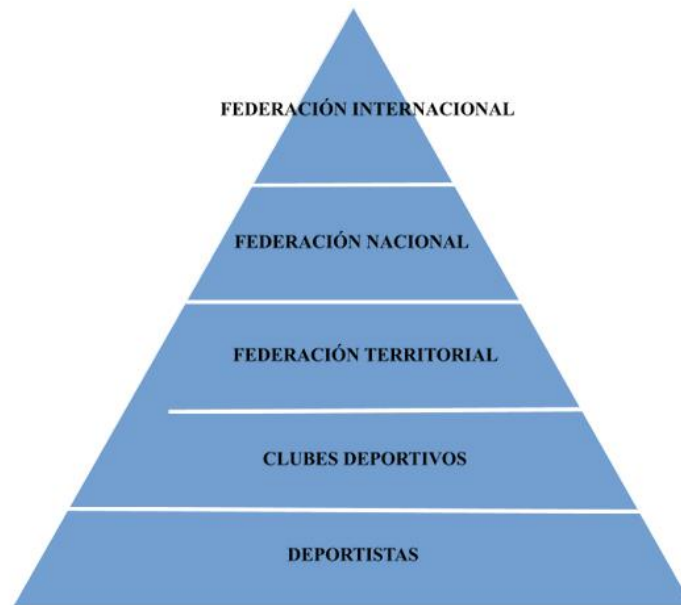 FEDERACIÓN INTERNACIONAL
FEDERACIÓN NACIONAL
FEDERACIÓN TERRITORIAL
CLUBES DEPORTIVOS
DEPORTISTAS